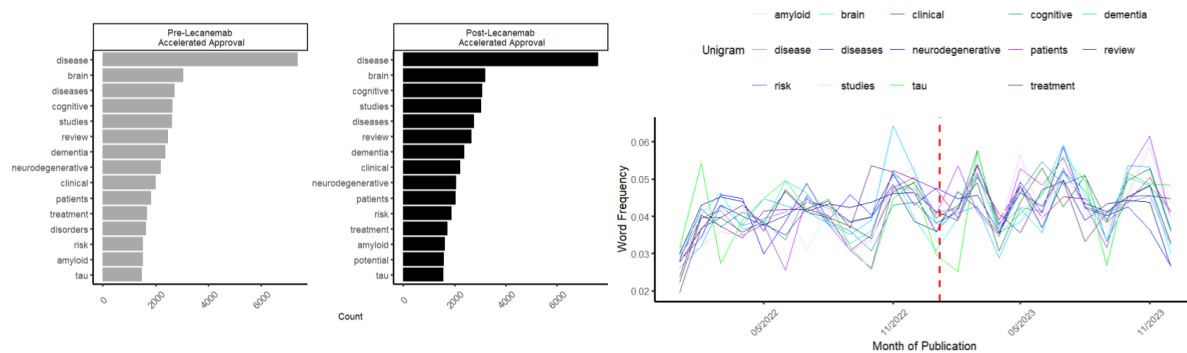 Pre-Lecanemab
Accelerated Approval
disease
brain
diseases
cognitive
studies
review
dementia
neurodegenerative
clinical
patients
treatment
disorders
risk
amyloid
tau
0
2000
4000
6000
Post-Lecanemab
Accelerated Approval
disease
brain
cognitive
studies
diseases
review
dementia
clinical
neurodegenerative
patients
risk
treatment
amyloid
potential
tau
0
2000
4000
6000
Count
amyloid brain clinical cognitive dementia
Unigram disease diseases neurodegenerative patients review
risk studies tau treatment
Word Frequency
0.06
0.05
0.04
0.03
0.02
05/2022
11/2022
05/2023
11/2023
Month of Publication